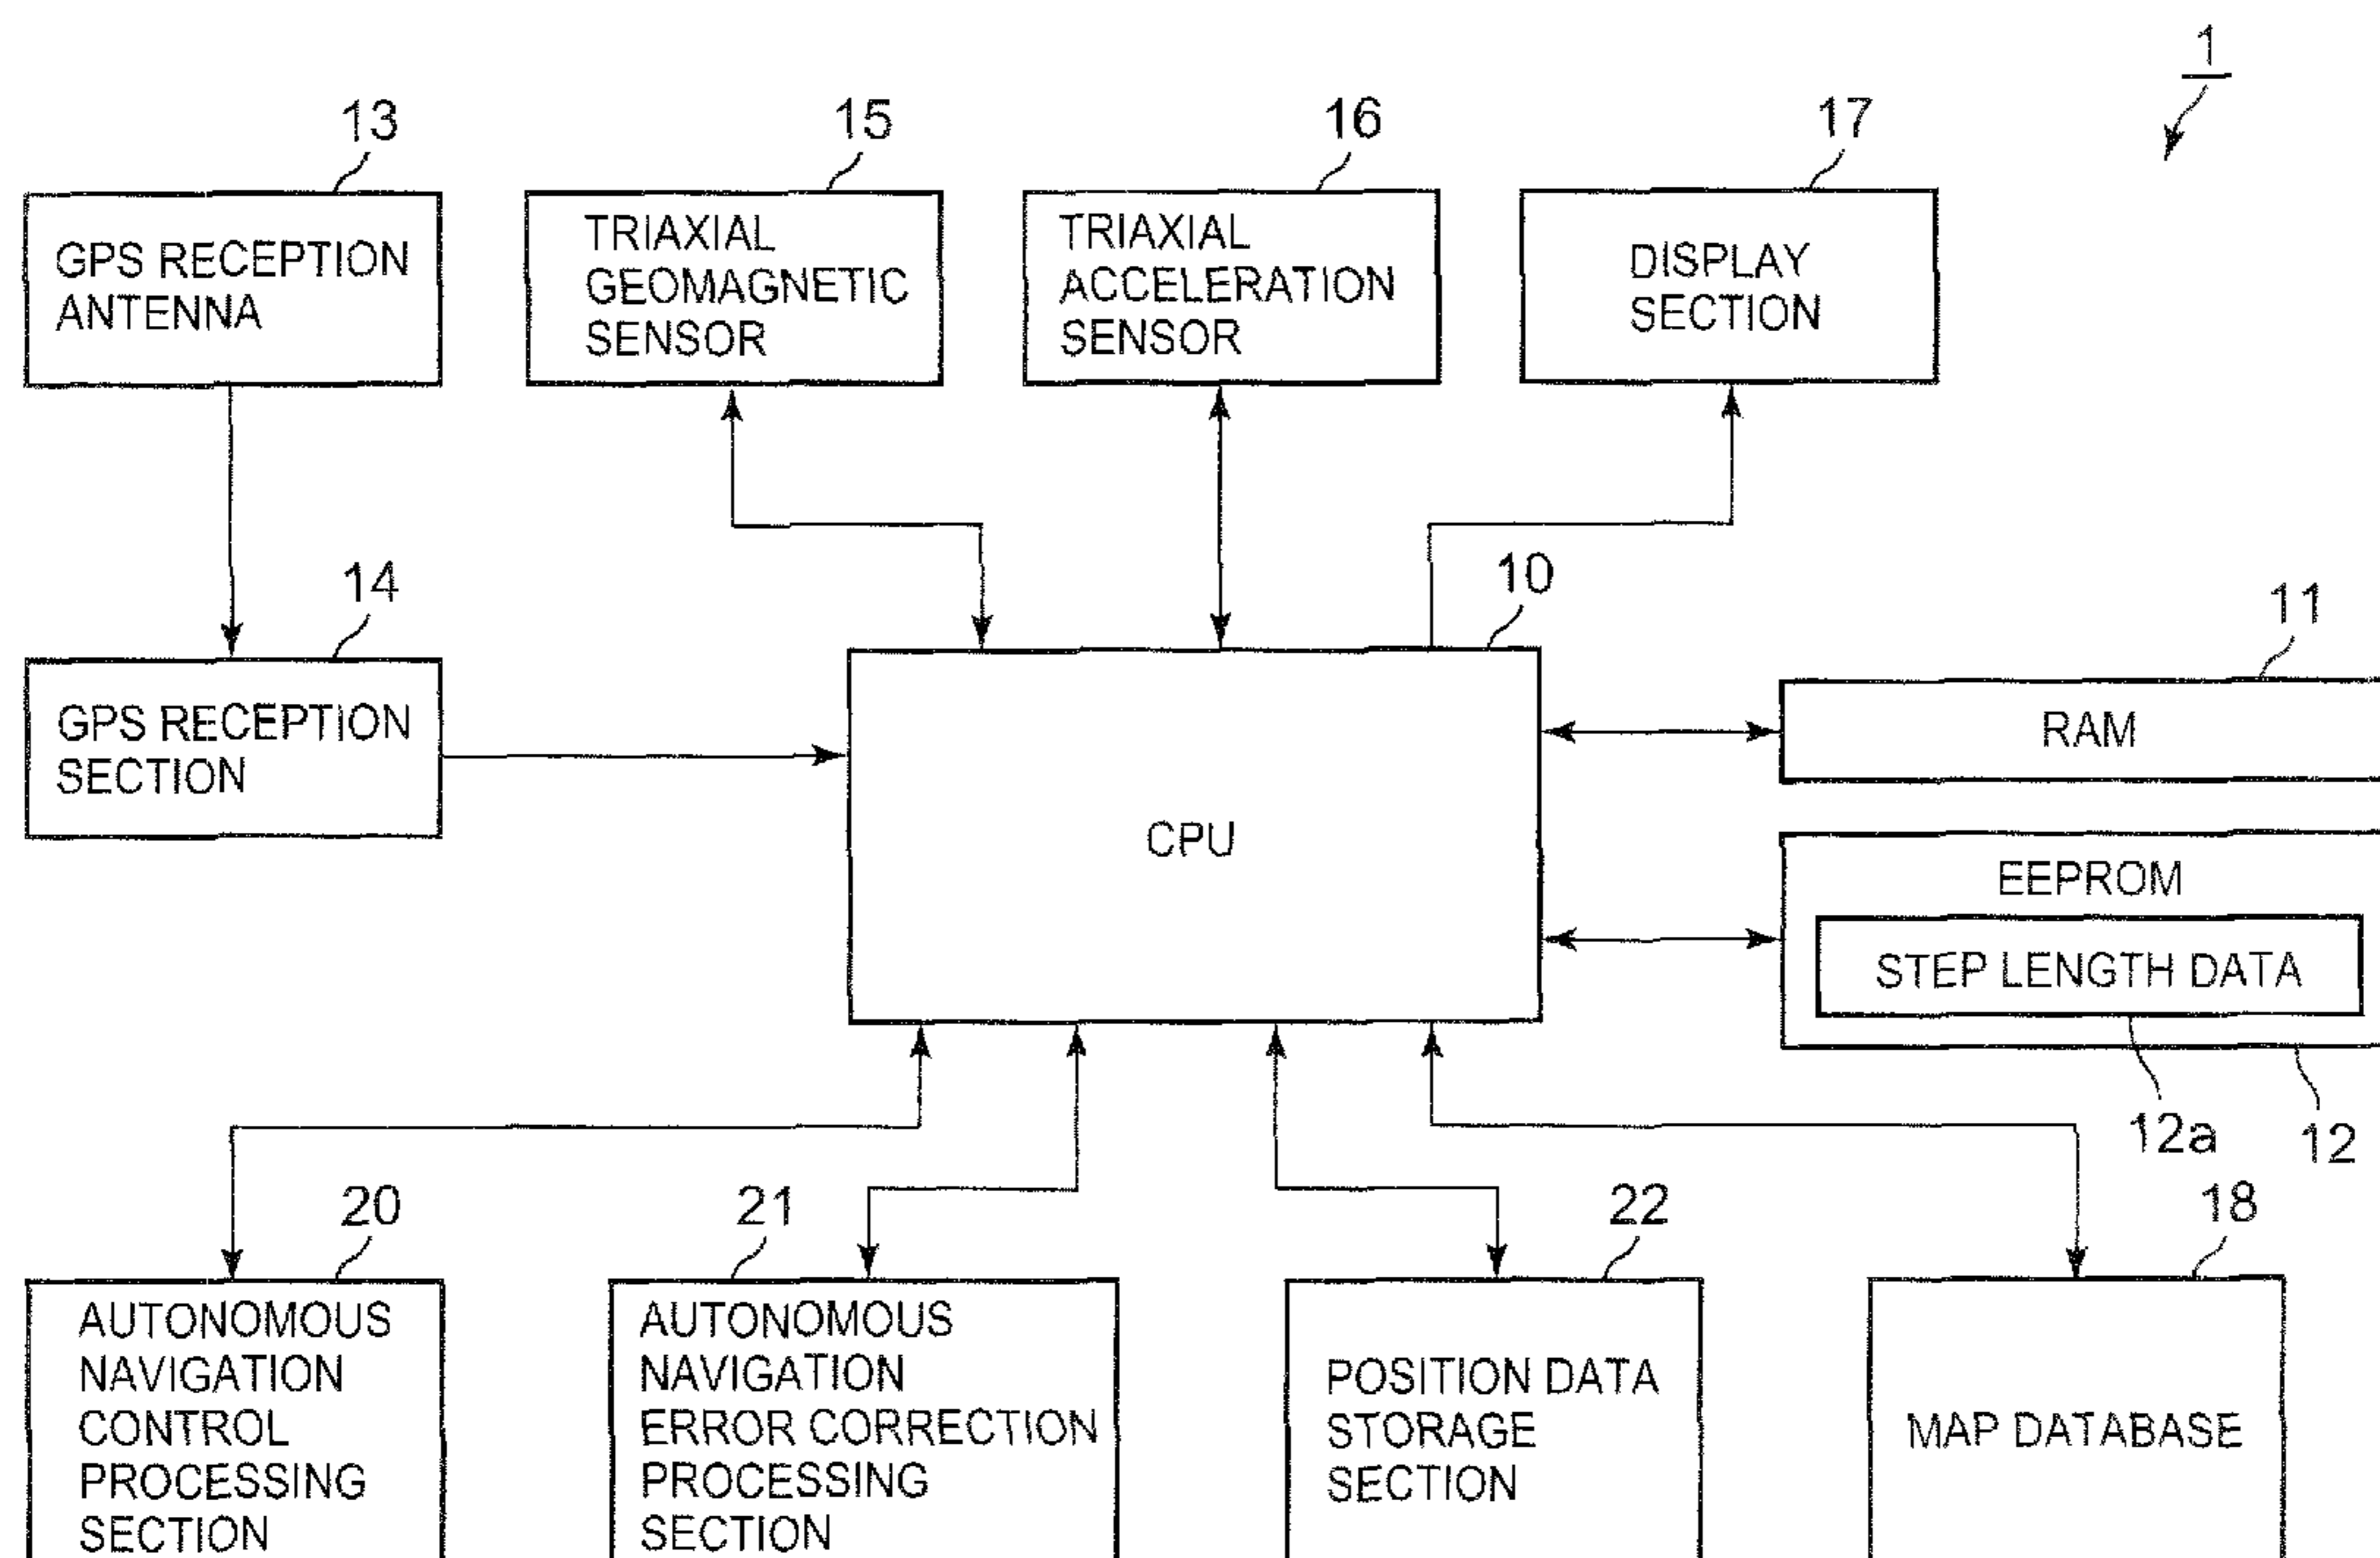 1
13
15
16
17
GPS RECEPTION
ANTENNA
TRIAXIAL
GEOMAGNETIC
SENSOR
TRIAXIAL
ACCELERATION
SENSOR
DISPLAY
SECTION
14
10
11
GPS RECEPTION
SECTION
CPU
RAM
EEPROM
STEP LENGTH DATA
12a
12
20
21
22
18
AUTONOMOUS
NAVIGATION
CONTROL
PROCESSING
SECTION
AUTONOMOUS
NAVIGATION
ERROR CORRECTION
PROCESSING
SECTION
POSITION DATA
STORAGE
SECTION
MAP DATABASE